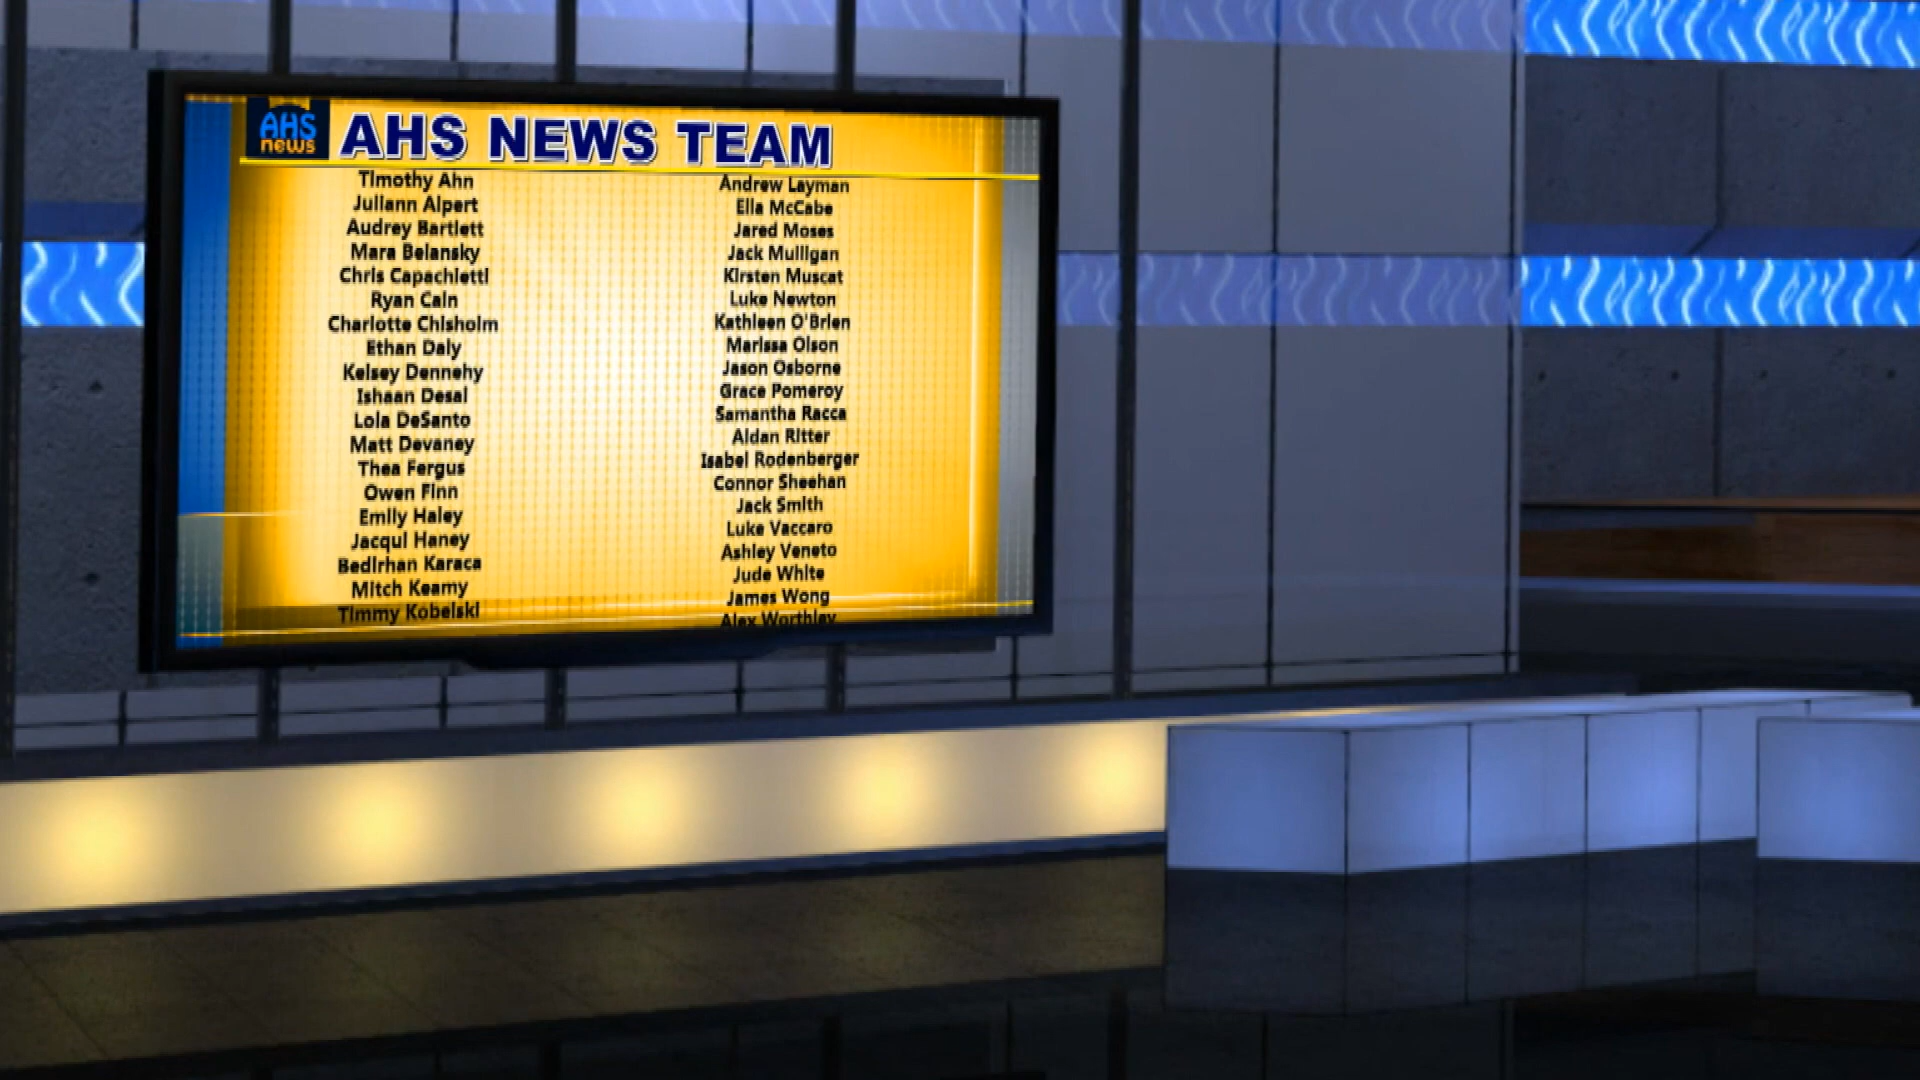 AHS
news
AHS NEWS TEAM
Timothy Ahn
Juliann Alpert
Audrey Bartlett
Mara Belansky
Chris Capachietti
Ryan Cain
Charlotte Chisholm
Ethan Daly
Kelsey Dennehy
Ishaan Desai
Lola DeSanto
Matt Devaney
Thea Fergus
Owen Finn
Emily Haley
Jacqui Haney
Bedirhan Karaca
Mitch Keamy
Timmy Kobelski
Andrew Layman
Ella McCabe
Jared Moses
Jack Mulligan
Kirsten Muscat
Luke Newton
Kathleen O'Brien
Marissa Olson
Jason Osborne
Grace Pomeroy
Samantha Racca
Aidan Ritter
Isabel Rodenberger
Connor Sheehan
Jack Smith
Luke Vaccaro
Ashley Veneto
Jude White
James Wong
Alex Worthley